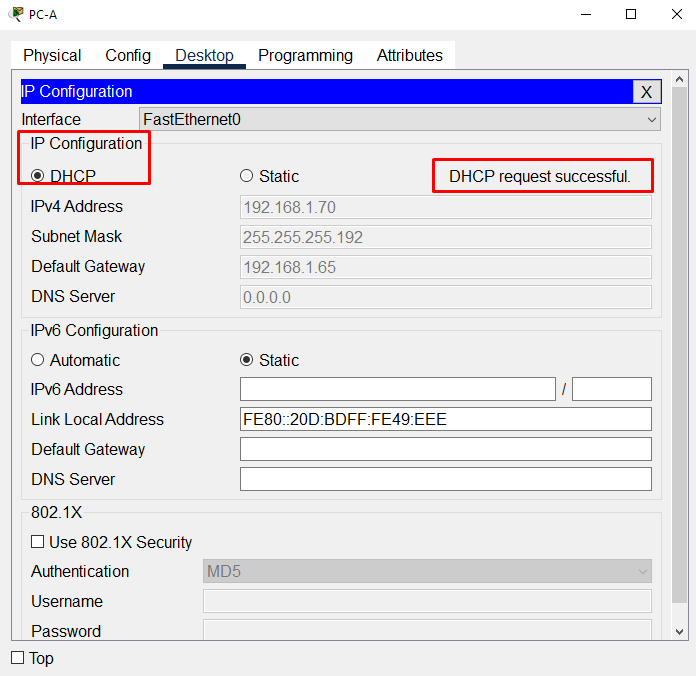 PC-A
Physical Config Desktop Programming Attributes
IP Configuration X
Interface FastEthernet0
IP Configuration
DHCP Static DHCP request successful.
IPv4 Address 192.168.1.70
Subnet Mask 255.255.255.192
Default Gateway 192.168.1.65
DNS Server 0.0.0.0
IPv6 Configuration
Automatic Static
IPv6 Address /
Link Local Address FE80::20D:BDFF:FE49:EEE
Default Gateway
DNS Server
802.1X
Use 802.1X Security
Authentication MD5
Username
Password
Top